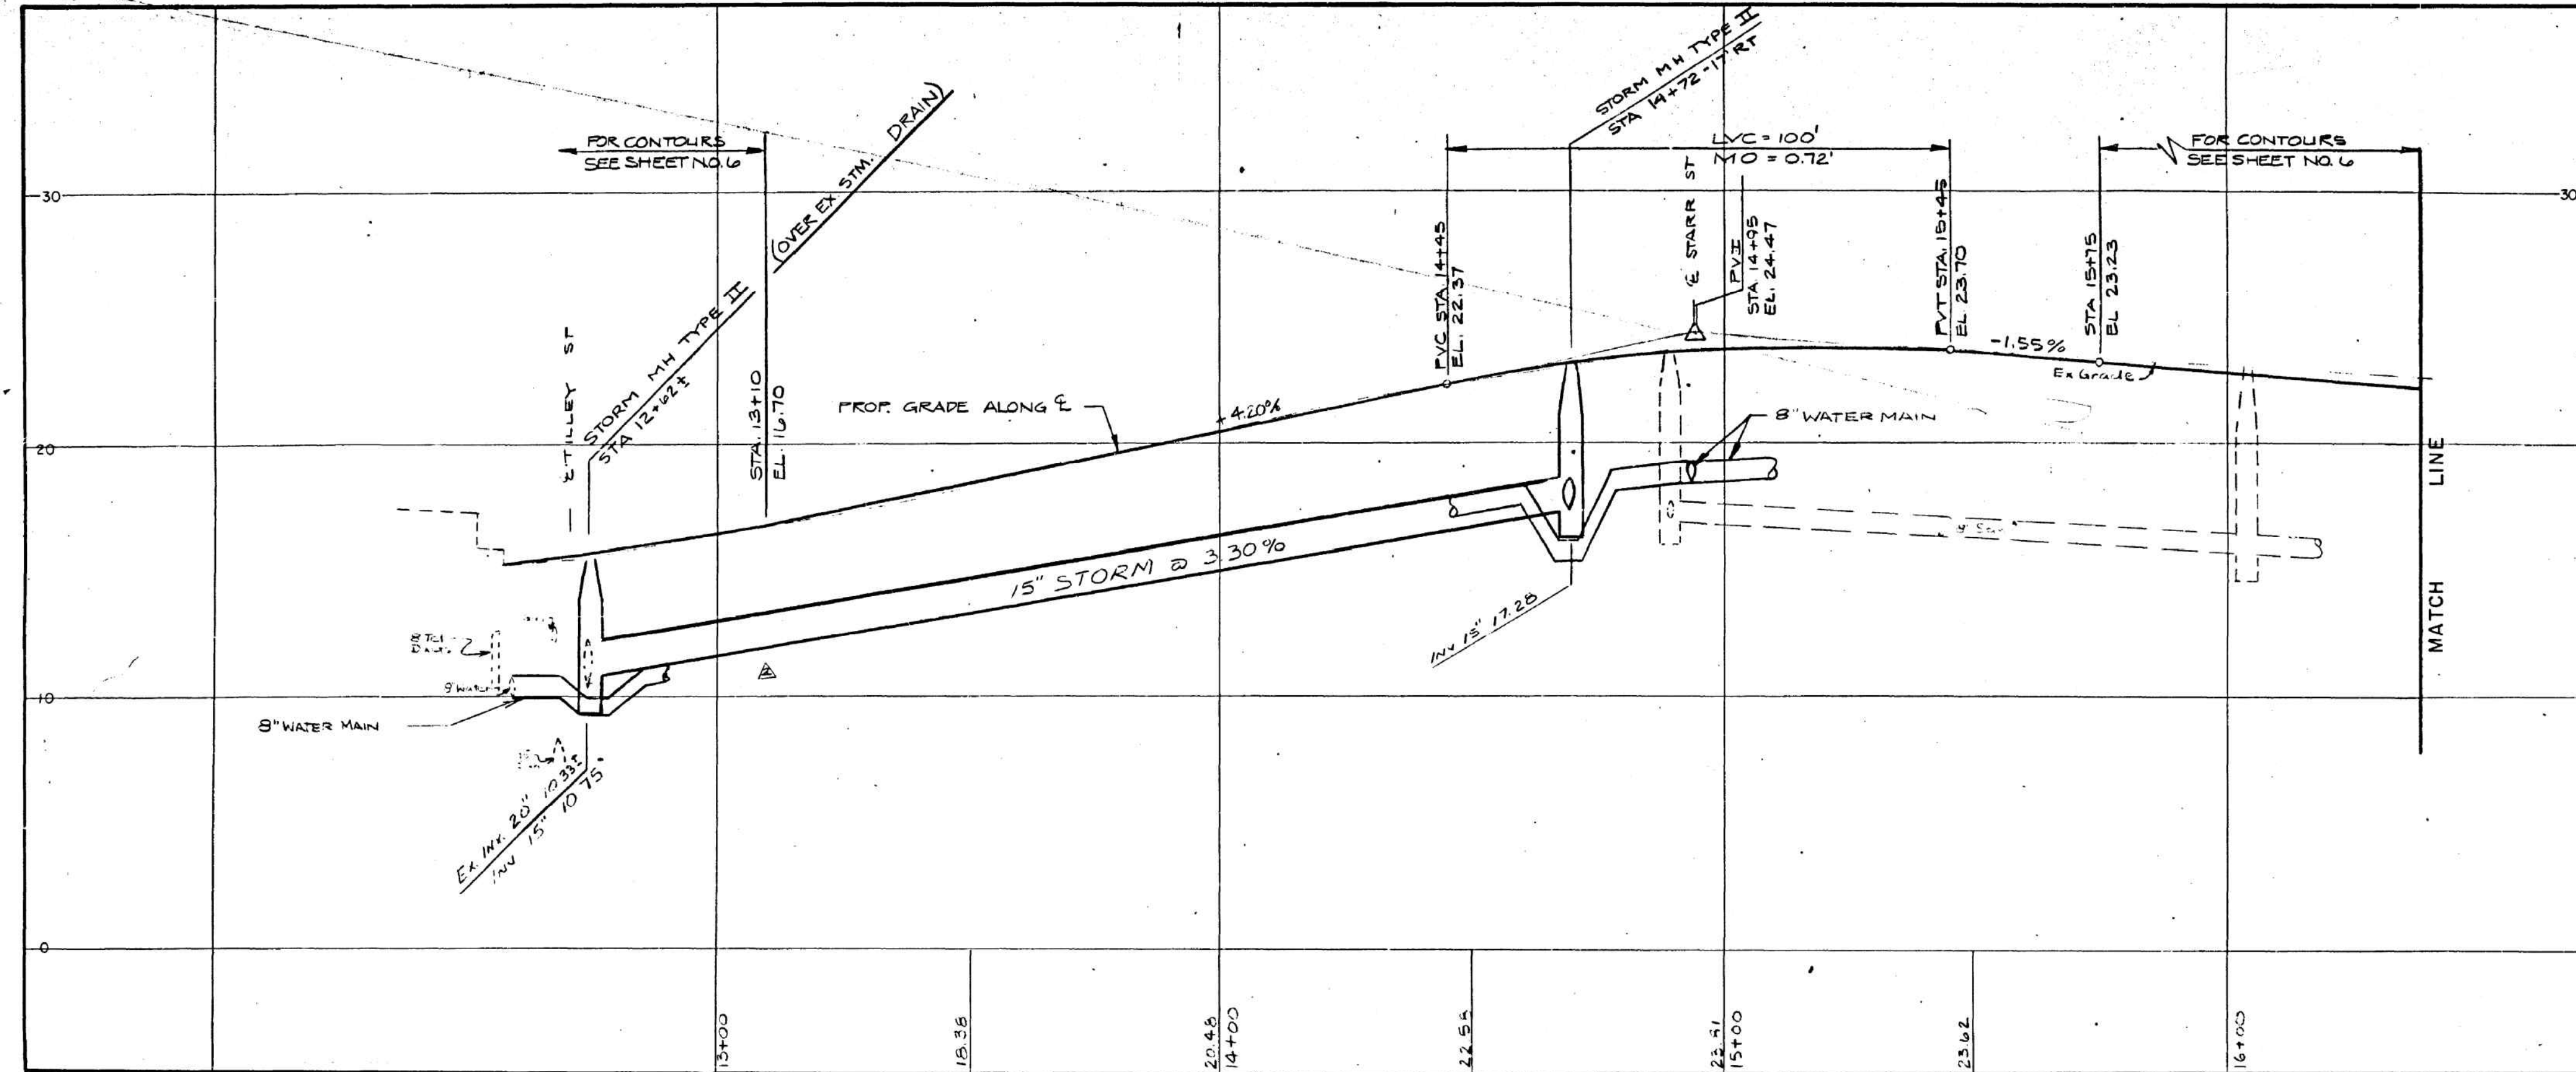 STORM MH TYPE II
STA 14+72-17' RT
FOR CONTOURS
SEE SHEET NO. 6
(OVER EX STM. DRAIN)
LVC = 100'
MO = 0.72'
FOR CONTOURS
SEE SHEET NO. 6
30
30
℄ TILLEY ST
STORM MH TYPE II
STA 12+62±
STA. 13+10
EL. 16.70
PROP. GRADE ALONG ℄
+4.20%
PVC STA. 14+45
EL. 22.37
℄ STARR ST
PVI
STA. 14+95
EL. 24.47
PVT STA. 15+45
EL. 23.70
-1.55%
STA 15+75
EL 23.23
Ex Grade
20
8" WATER MAIN
15" STORM @ 3.30%
INV 15" 17.28
MATCH LINE
8" Water
10
8" WATER MAIN
2
EX. INV. 20" 10.33±
INV 15" 10.75
0
13+00
18.38
20.48
14+00
22.55
15+00
23.62
16+00